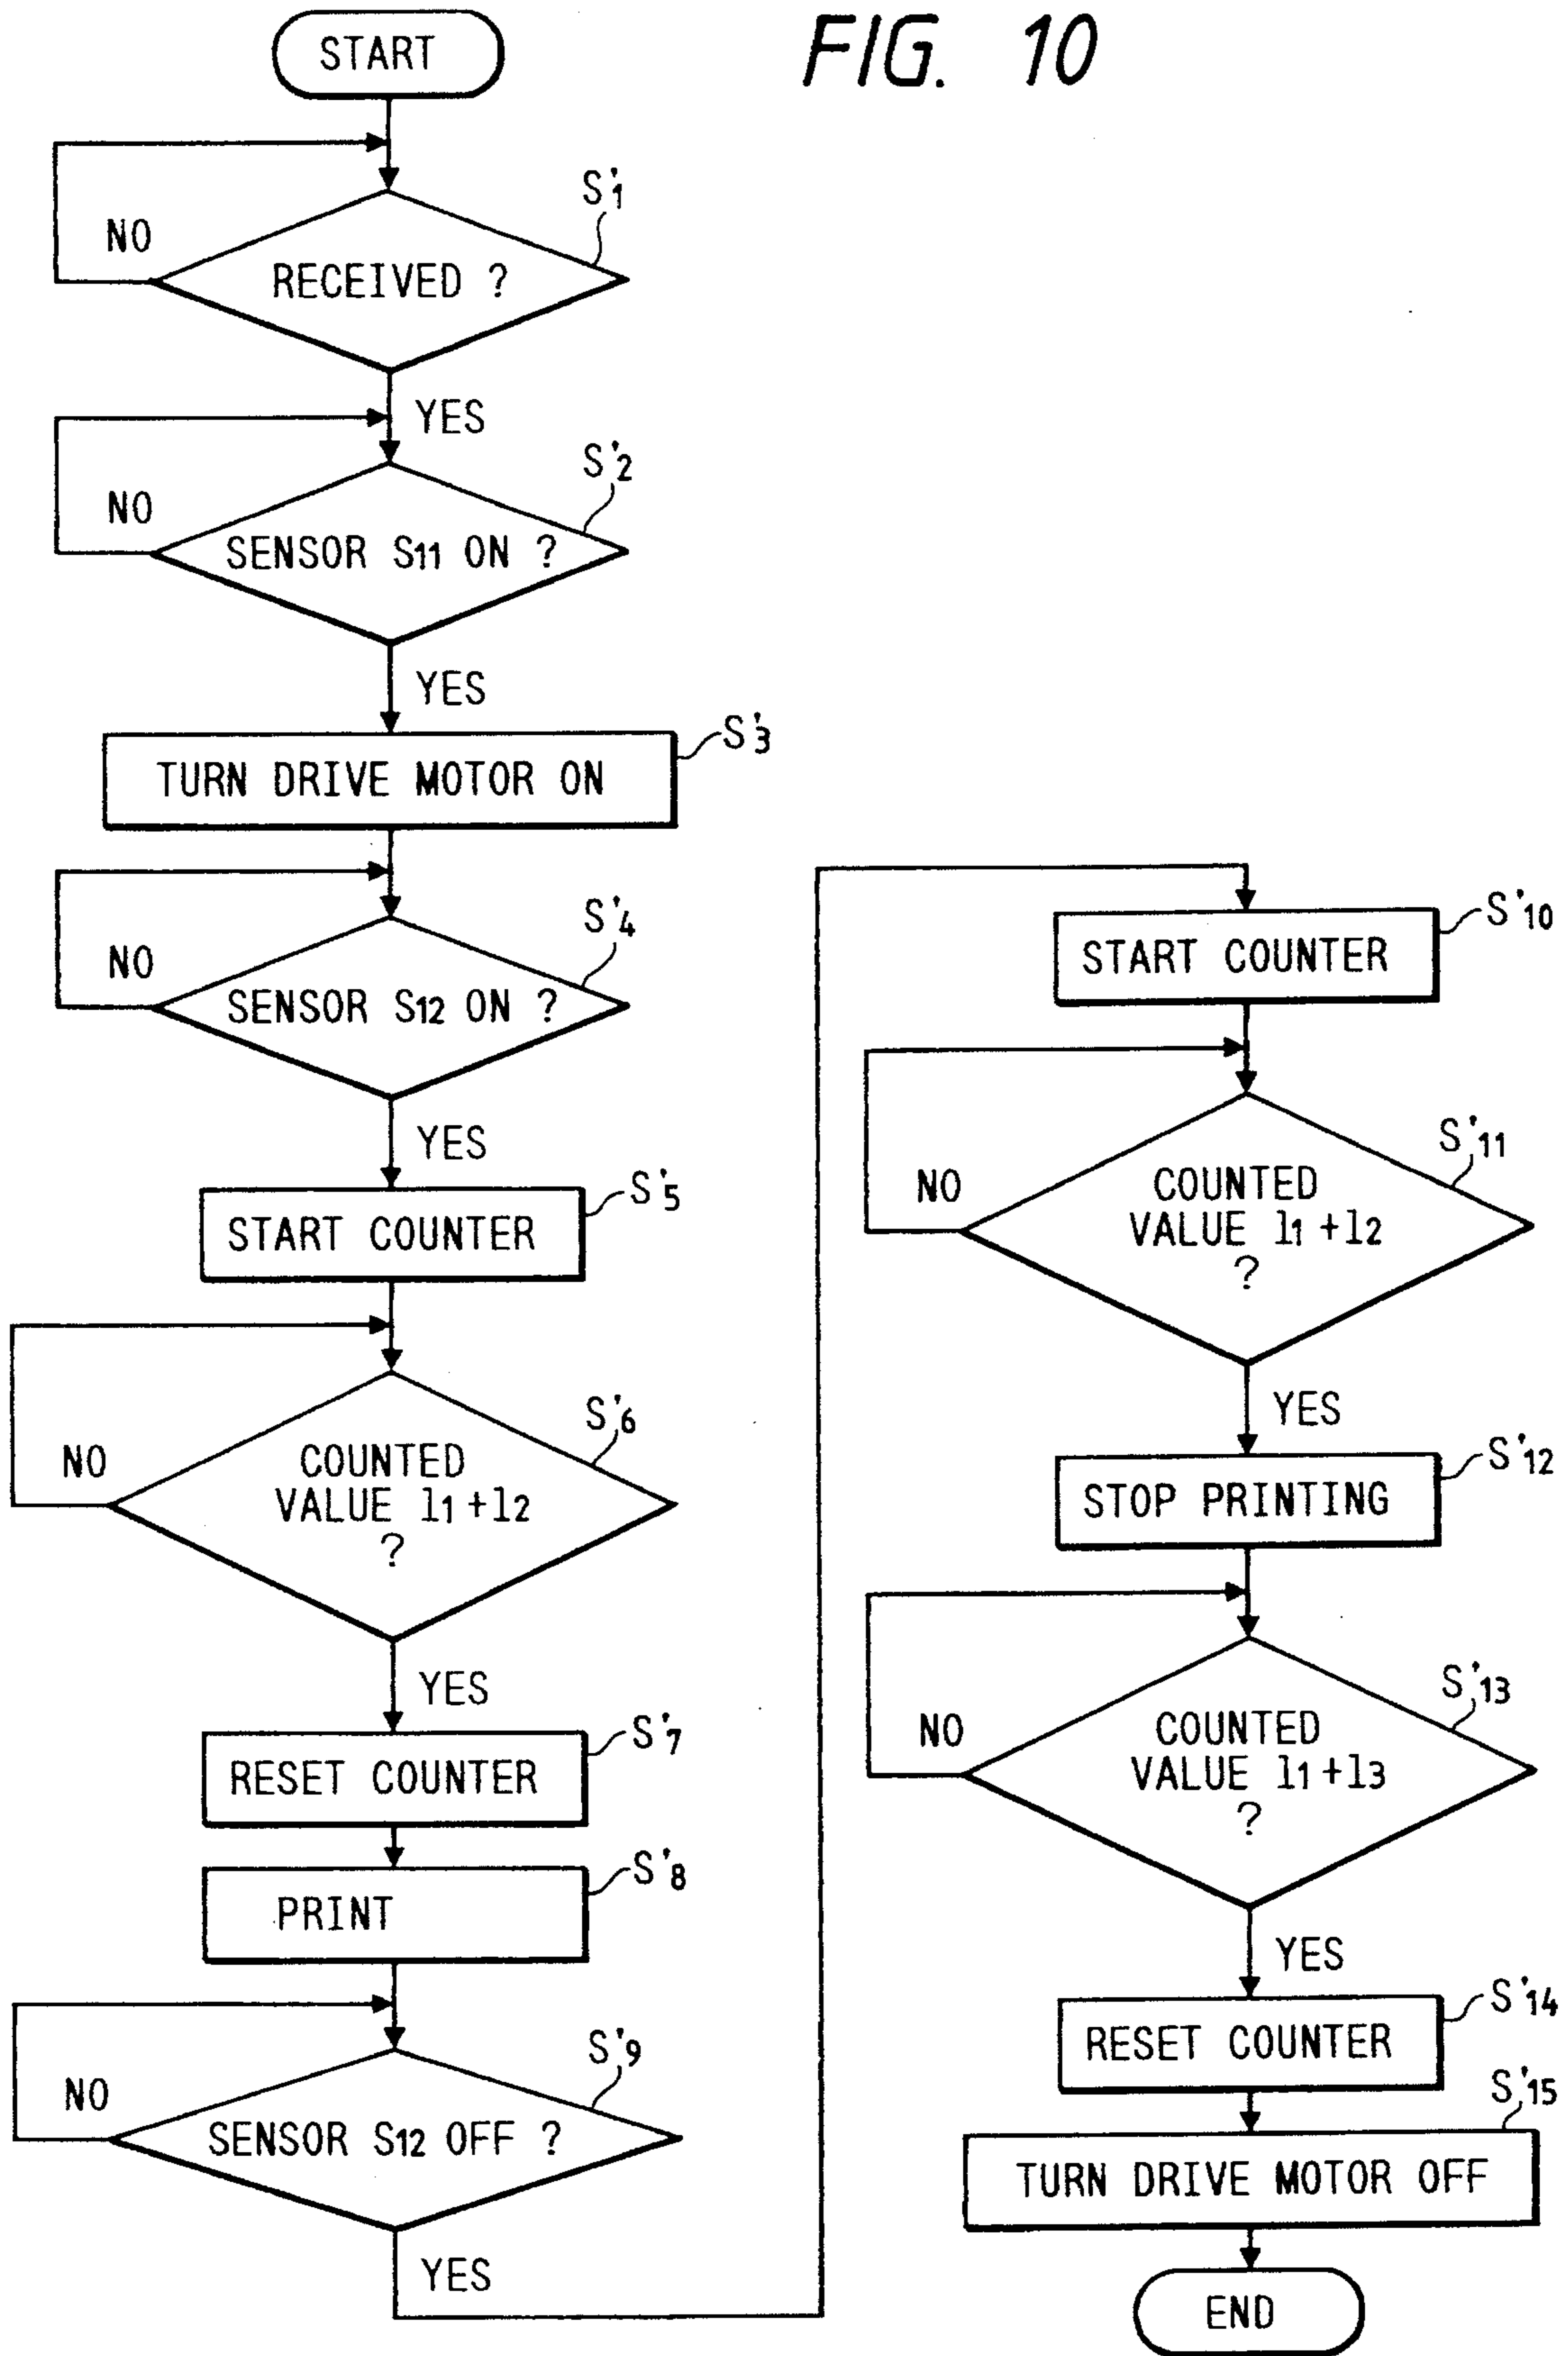 FIG. 10
START
S'1
NO
RECEIVED ?
YES
S'2
NO
SENSOR S11 ON ?
YES
S'3
TURN DRIVE MOTOR ON
S'4
NO
SENSOR S12 ON ?
YES
S'5
START COUNTER
S'6
NO
COUNTED
VALUE l1 + l2
?
YES
S'7
RESET COUNTER
S'8
PRINT
S'9
NO
SENSOR S12 OFF ?
YES
S'10
START COUNTER
S'11
NO
COUNTED
VALUE l1 + l2
?
YES
S'12
STOP PRINTING
S'13
NO
COUNTED
VALUE l1 + l3
?
YES
S'14
RESET COUNTER
S'15
TURN DRIVE MOTOR OFF
END